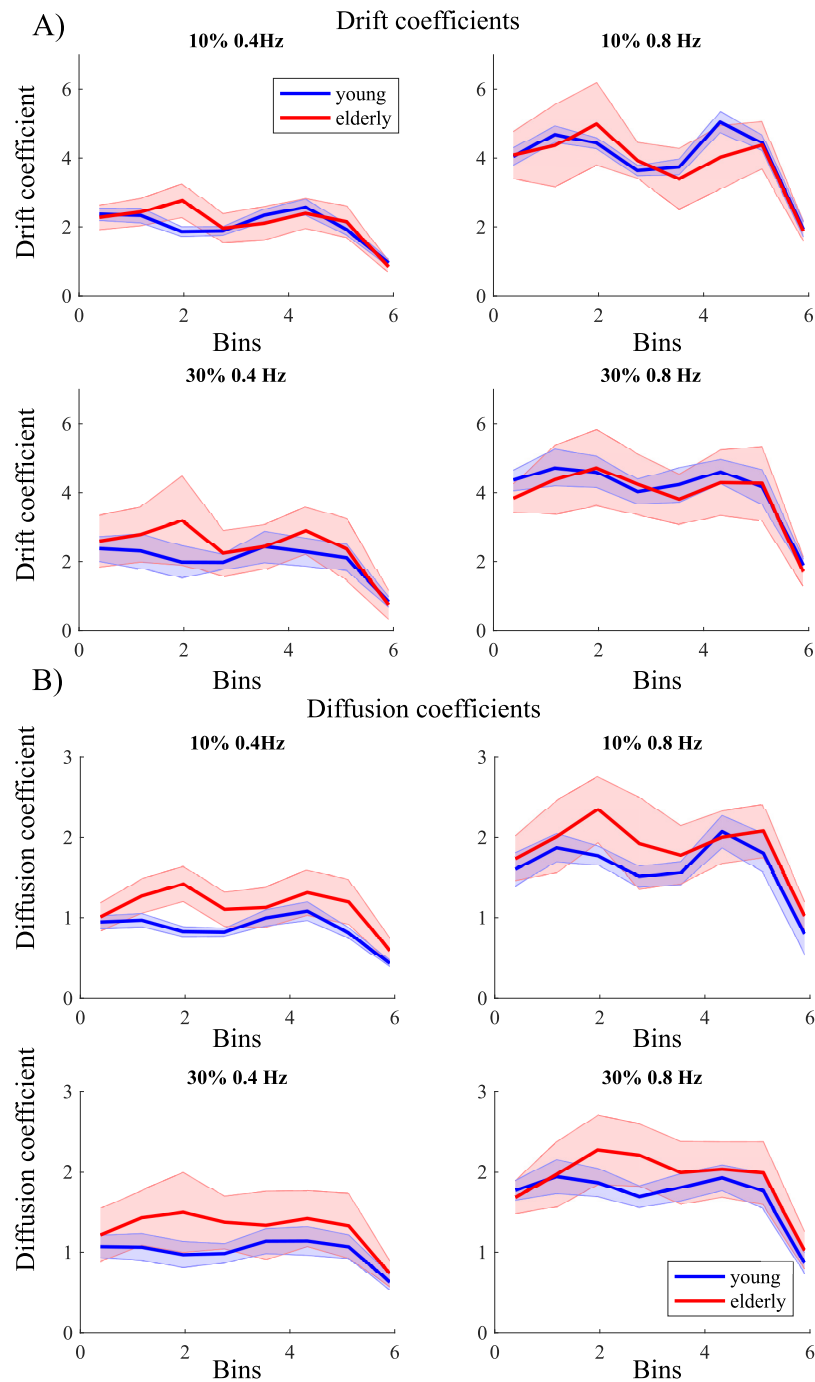 A)
Drift coefficients
10% 0.4Hz
10% 0.8 Hz
Drift coefficient
6
4
2
0
young
elderly
0 2 4 6
Bins
6
4
2
0
0 2 4 6
Bins
30% 0.4 Hz
30% 0.8 Hz
Drift coefficient
6
4
2
0
0 2 4 6
Bins
6
4
2
0
0 2 4 6
Bins
B)
Diffusion coefficients
10% 0.4Hz
10% 0.8 Hz
Diffusion coefficient
3
2
1
0
0 2 4 6
Bins
3
2
1
0
0 2 4 6
Bins
30% 0.4 Hz
30% 0.8 Hz
Diffusion coefficient
3
2
1
0
0 2 4 6
Bins
3
2
1
0
young
elderly
0 2 4 6
Bins